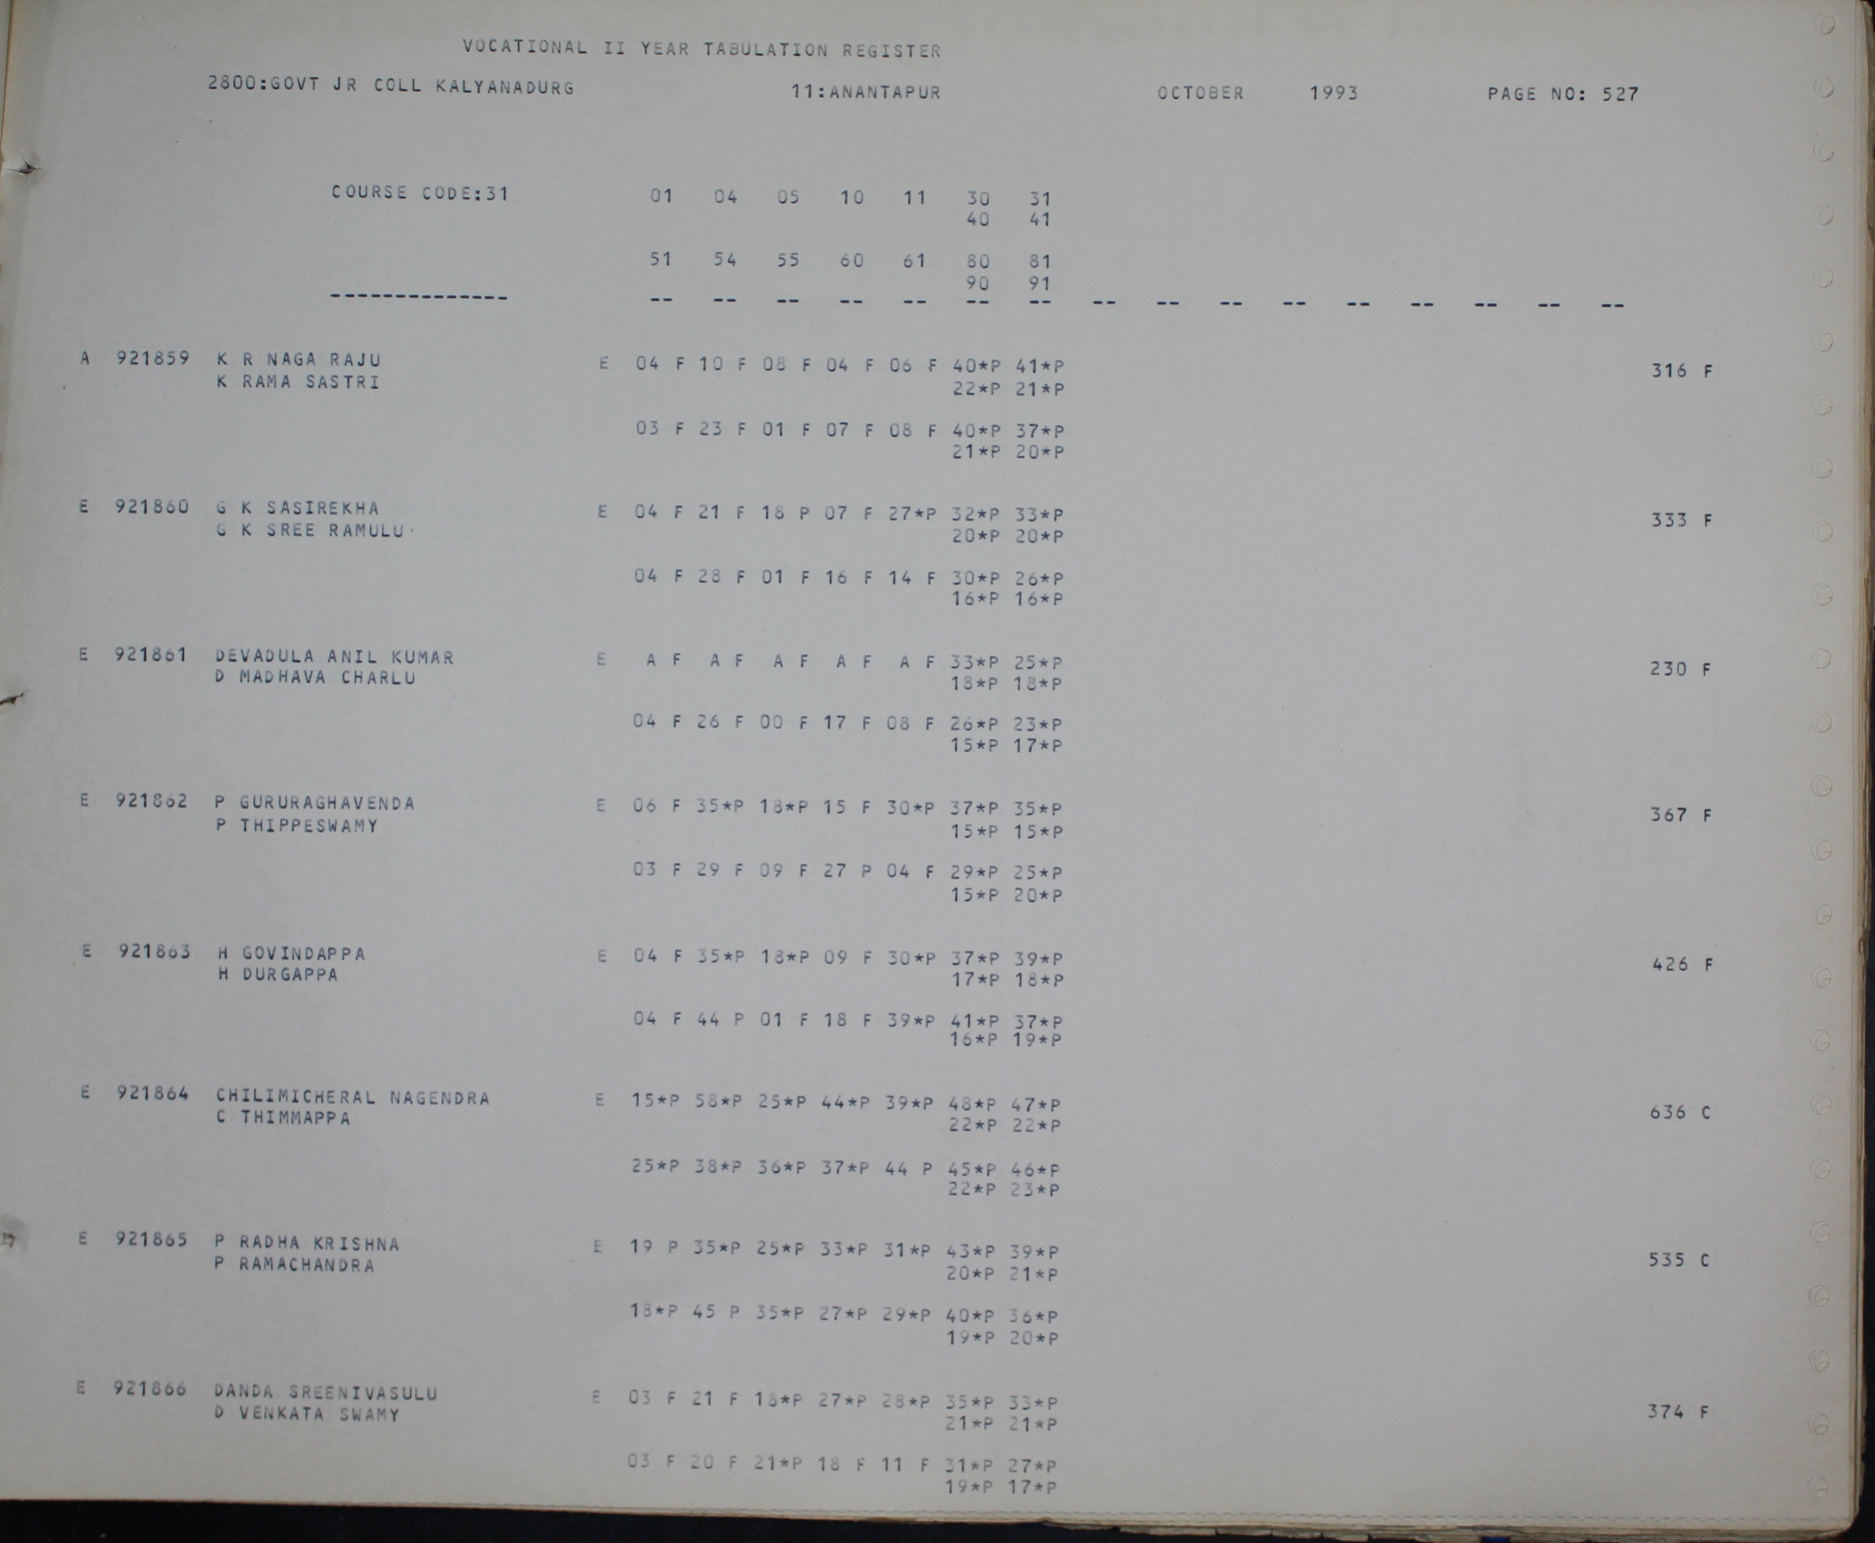 VOCATIONAL II YEAR TABULATION REGISTER
2800:GOVT JR COLL KALYANADURG 11:ANANTAPUR OCTOBER 1993 PAGE NO: 527
COURSE CODE:31 01 04 05 10 11 30 31
40 41
51 54 55 60 61 80 81
90 91
-------------- -- -- -- -- -- -- -- -- -- -- -- -- -- -- -- --
A 921859 K R NAGA RAJU E 04 F 10 F 08 F 04 F 06 F 40*P 41*P 316 F
K RAMA SASTRI 22*P 21*P
03 F 23 F 01 F 07 F 08 F 40*P 37*P
21*P 20*P
E 921860 G K SASIREKHA E 04 F 21 F 18 P 07 F 27*P 32*P 33*P 333 F
G K SREE RAMULU 20*P 20*P
04 F 28 F 01 F 16 F 14 F 30*P 26*P
16*P 16*P
E 921861 DEVADULA ANIL KUMAR E A F A F A F A F A F 33*P 25*P 230 F
D MADHAVA CHARLU 18*P 18*P
04 F 26 F 00 F 17 F 08 F 26*P 23*P
15*P 17*P
E 921862 P GURURAGHAVENDA E 06 F 35*P 18*P 15 F 30*P 37*P 35*P 367 F
P THIPPESWAMY 15*P 15*P
03 F 29 F 09 F 27 P 04 F 29*P 25*P
15*P 20*P
E 921863 H GOVINDAPPA E 04 F 35*P 18*P 09 F 30*P 37*P 39*P 426 F
H DURGAPPA 17*P 18*P
04 F 44 P 01 F 18 F 39*P 41*P 37*P
16*P 19*P
E 921864 CHILIMICHERAL NAGENDRA E 15*P 58*P 25*P 44*P 39*P 48*P 47*P 636 C
C THIMMAPPA 22*P 22*P
25*P 38*P 36*P 37*P 44 P 45*P 46*P
22*P 23*P
E 921865 P RADHA KRISHNA E 19 P 35*P 25*P 33*P 31*P 43*P 39*P 535 C
P RAMACHANDRA 20*P 21*P
18*P 45 P 35*P 27*P 29*P 40*P 36*P
19*P 20*P
E 921866 DANDA SREENIVASULU E 03 F 21 F 18*P 27*P 28*P 35*P 33*P 374 F
D VENKATA SWAMY 21*P 21*P
03 F 20 F 21*P 18 F 11 F 31*P 27*P
19*P 17*P